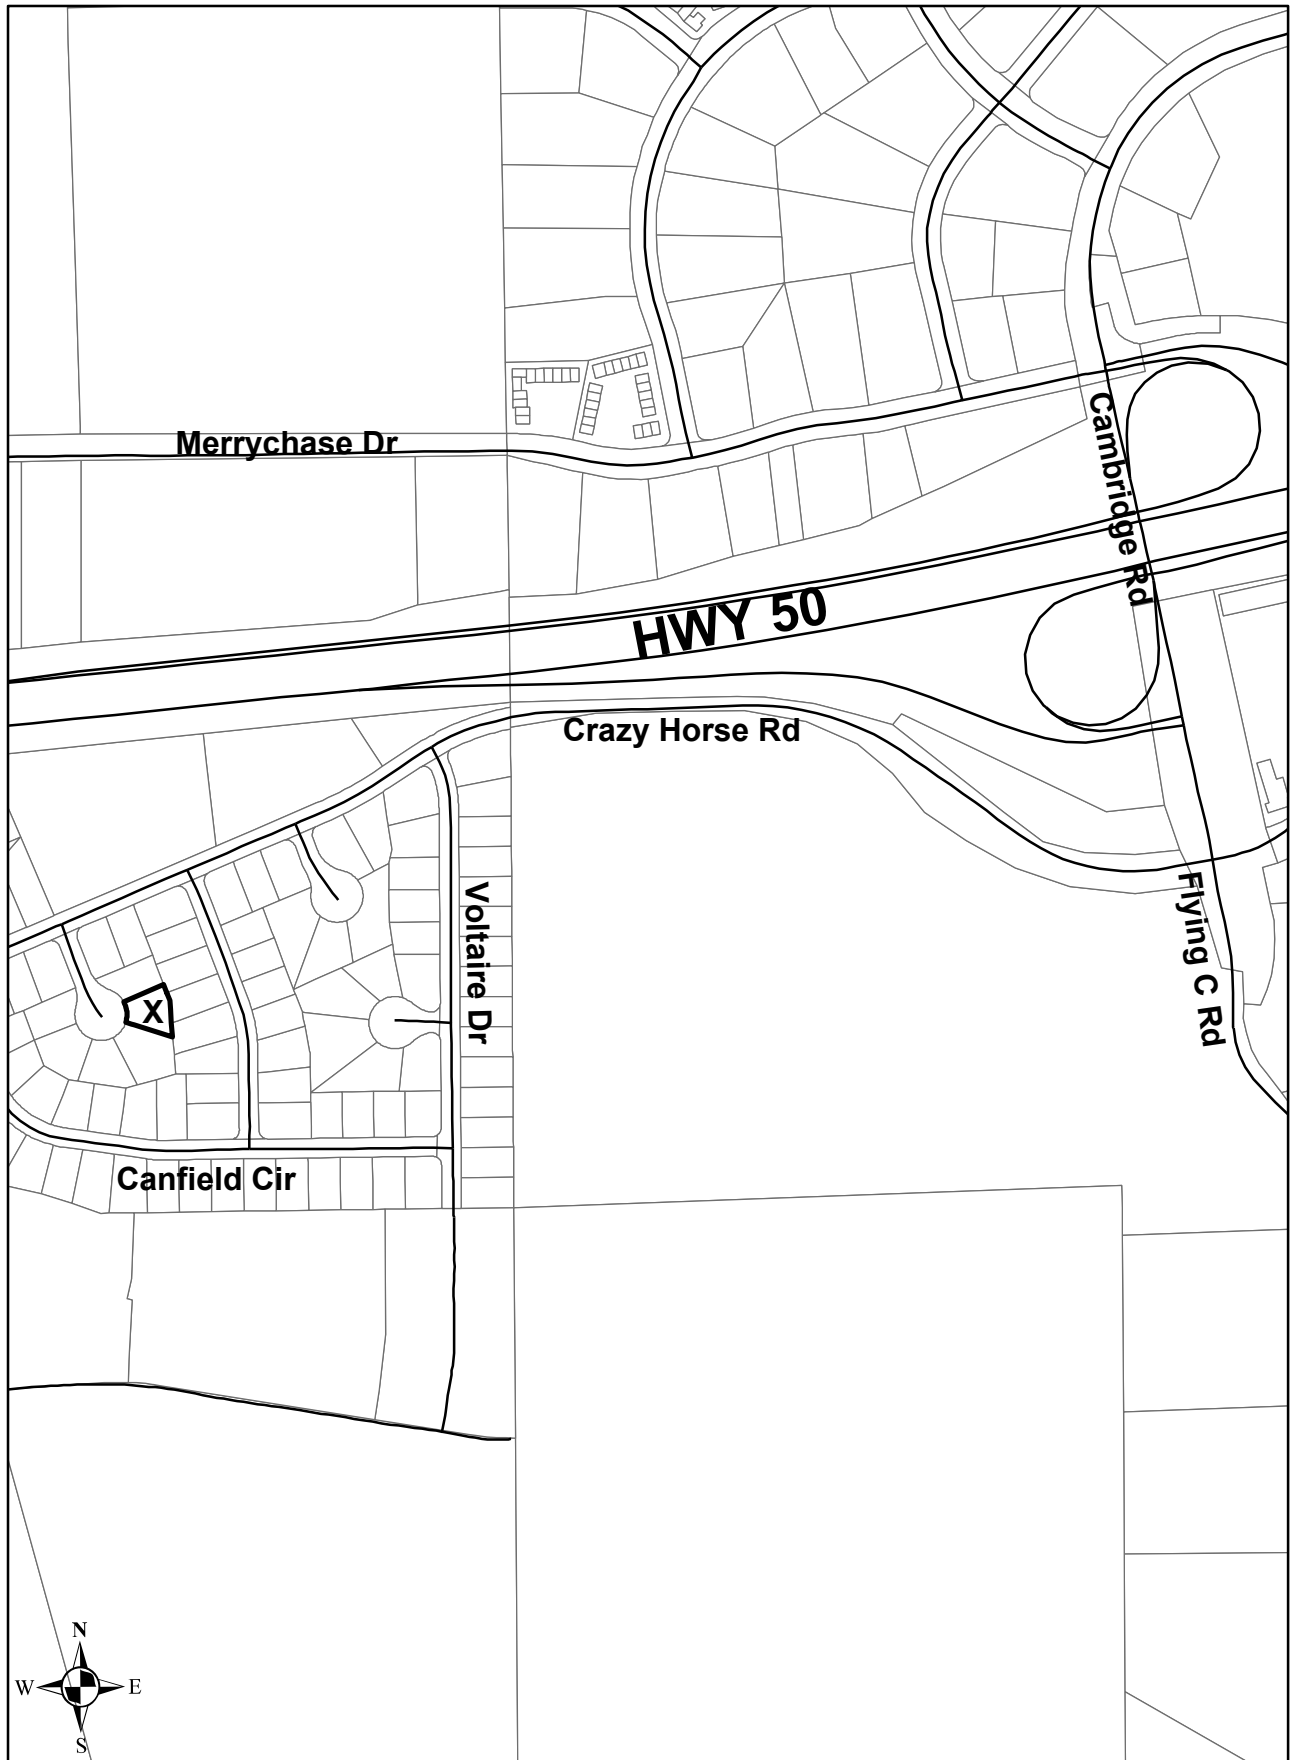 Merrychase Dr
Cambridge Rd
HWY 50
Crazy Horse Rd
Voltaire Dr
Flying C Rd
X
Canfield Cir
N
W E
S